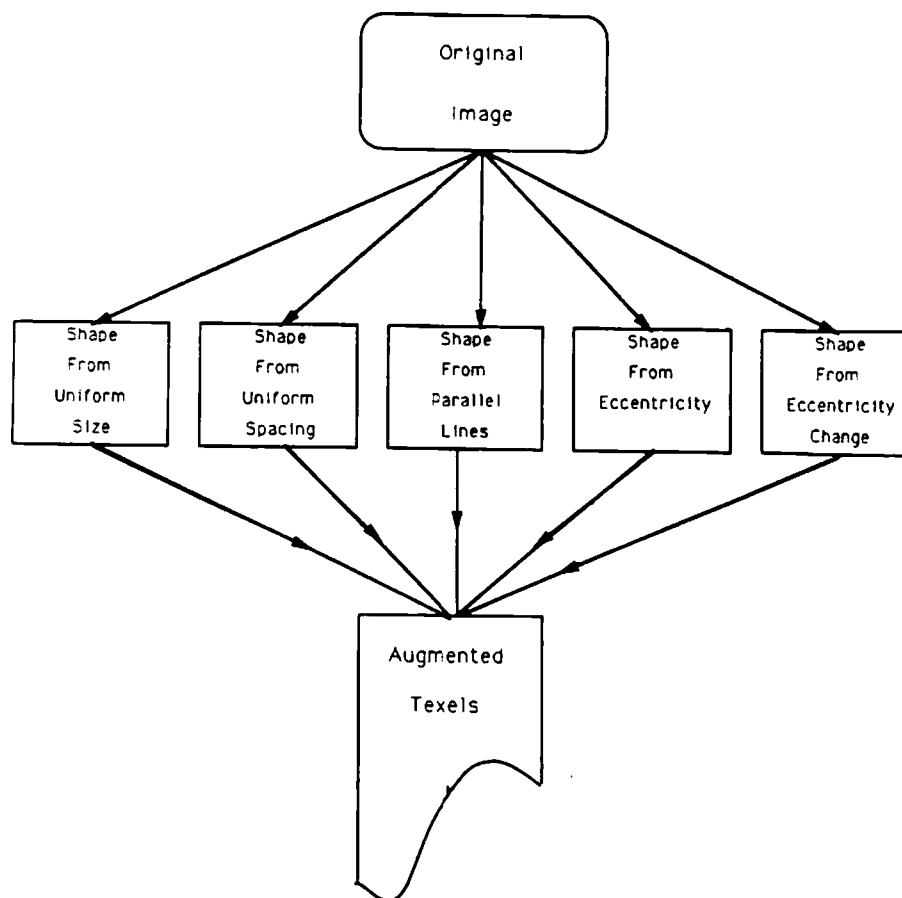 Original
Image
Shape
From
Uniform
Size
Shape
From
Uniform
Spacing
Shape
From
Parallel
Lines
Shape
From
Eccentricity
Shape
From
Eccentricity
Change
Augmented
Texels